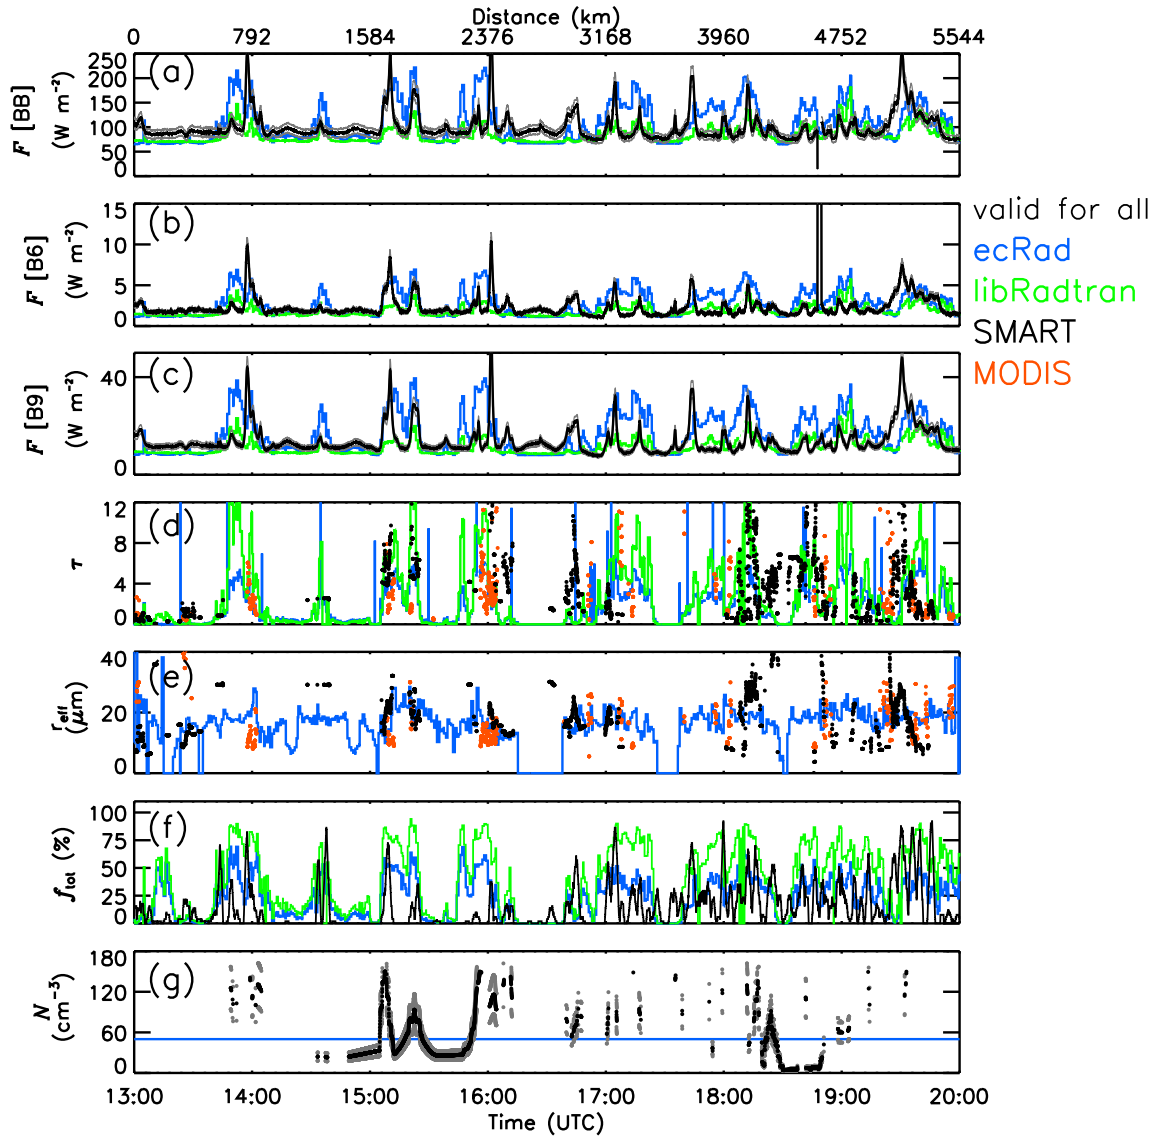 Distance (km)
0 792 1584 2376 3168 3960 4752 5544
(a)
F [BB]
(W m⁻²)
250
200
150
100
50
0
(b)
F [B6]
(W m⁻²)
15
10
5
0
valid for all
ecRad
libRadtran
SMART
MODIS
(c)
F [B9]
(W m⁻²)
40
0
(d)
τ
12
8
4
0
(e)
r_eff
(μm)
40
20
0
(f)
f_tot (%)
100
75
50
25
0
(g)
N
(cm⁻³)
180
120
60
0
13:00 14:00 15:00 16:00 17:00 18:00 19:00 20:00
Time (UTC)